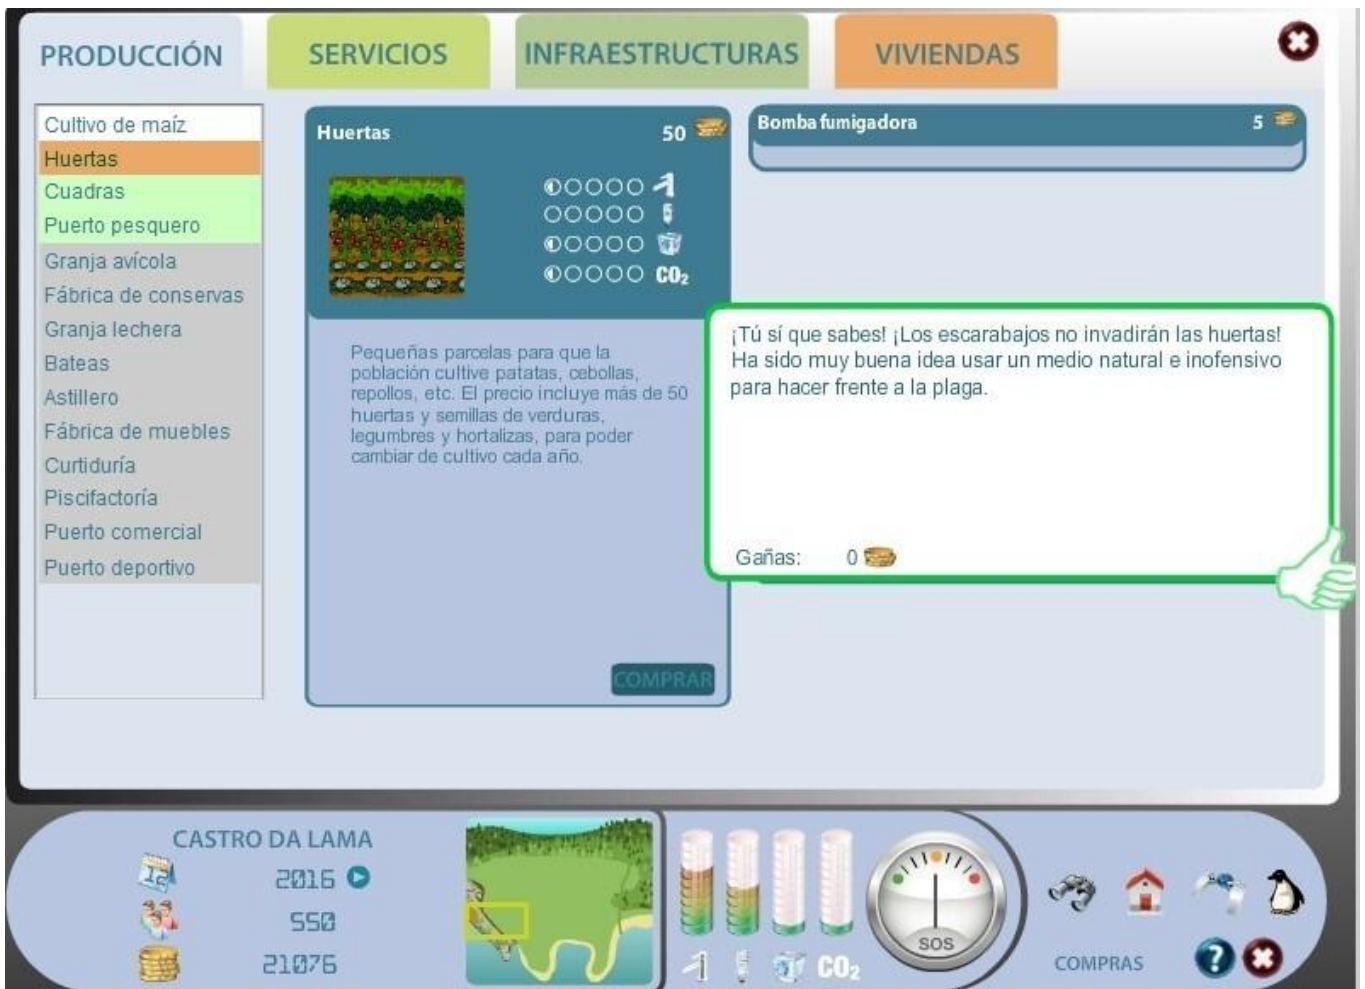 PRODUCCIÓN
SERVICIOS
INFRAESTRUCTURAS
VIVIENDAS
Cultivo de maíz
Huertas
Cuadras
Puerto pesquero
Granja avícola
Fábrica de conservas
Granja lechera
Bateas
Astillero
Fábrica de muebles
Curtiduría
Piscifactoría
Puerto comercial
Puerto deportivo
Huertas 50
CO₂
Pequeñas parcelas para que la
población cultive patatas, cebollas,
repollos, etc. El precio incluye más de 50
huertas y semillas de verduras,
legumbres y hortalizas, para poder
cambiar de cultivo cada año.
COMPRAR
Bomba fumigadora 5
¡Tú sí que sabes! ¡Los escarabajos no invadirán las huertas!
Ha sido muy buena idea usar un medio natural e inofensivo
para hacer frente a la plaga.
Gañas: 0
CASTRO DA LAMA
12
2016
550
21076
CO₂
SOS
COMPRAS
?